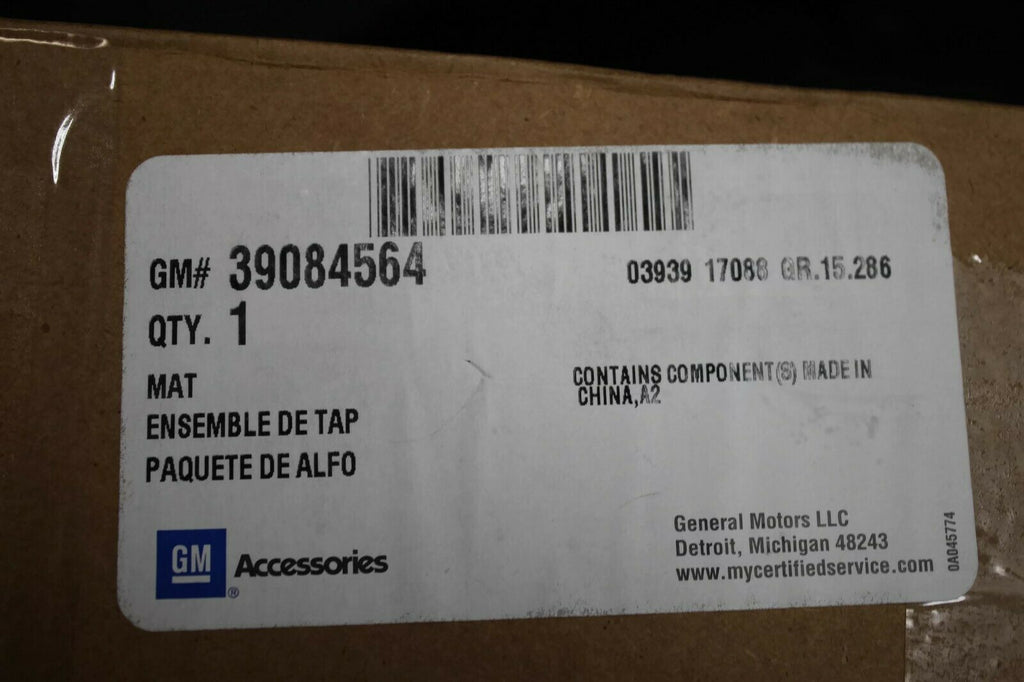 GM# 39084564
03939 17088 GR.15.286
QTY. 1
MAT
ENSEMBLE DE TAP
PAQUETE DE ALFO
CONTAINS COMPONENT(S) MADE IN
CHINA,A2
GM
® Accessories
General Motors LLC
Detroit, Michigan 48243
www.mycertifiedservice.com
0A045774